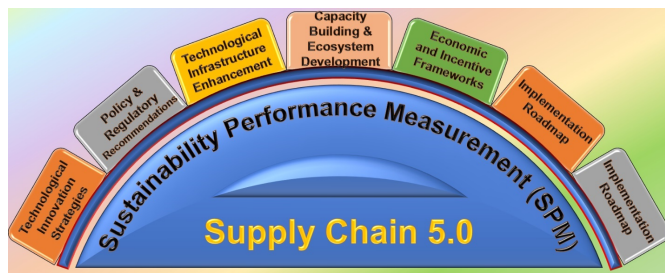 Technological
Innovation
Strategies
Policy &
Regulatory
Recommendations
Technological
Infrastructure
Enhancement
Capacity
Building &
Ecosystem
Development
Economic
and Incentive
Frameworks
Implementation
Roadmap
Implementation
Roadmap
Sustainability Performance Measurement (SPM)
Supply Chain 5.0